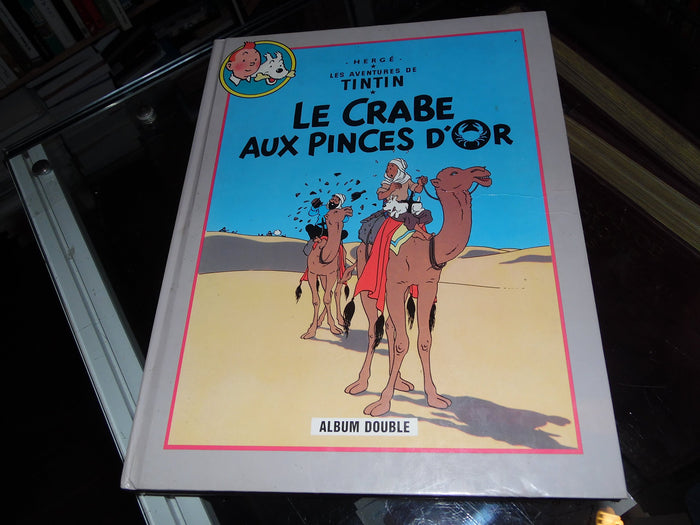 • HERGÉ •
LES AVENTURES DE
TINTIN
LE CRABE
AUX PINCES D'OR
ALBUM DOUBLE